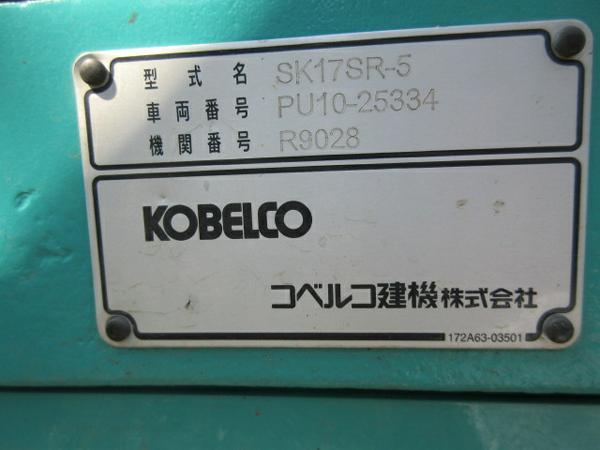 型式名 SK17SR-5
車両番号 PU10-25334
機関番号 R9028
KOBELCO
コベルコ建機株式会社
172A63-03501